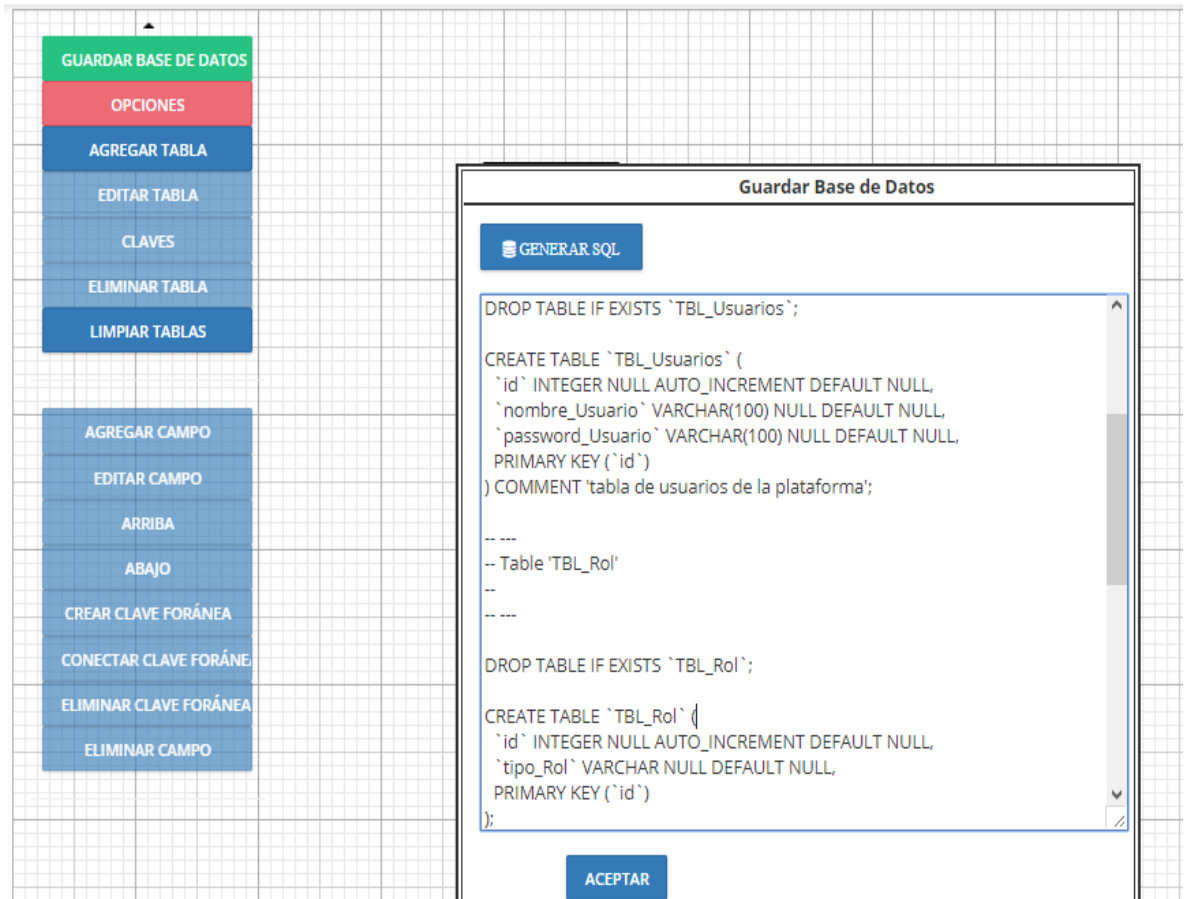 GUARDAR BASE DE DATOS
OPCIONES
AGREGAR TABLA
EDITAR TABLA
CLAVES
ELIMINAR TABLA
LIMPIAR TABLAS
AGREGAR CAMPO
EDITAR CAMPO
ARRIBA
ABAJO
CREAR CLAVE FORÁNEA
CONECTAR CLAVE FORÁNE
ELIMINAR CLAVE FORÁNEA
ELIMINAR CAMPO
Guardar Base de Datos
GENERAR SQL
DROP TABLE IF EXISTS `TBL_Usuarios`;
CREATE TABLE `TBL_Usuarios` (
`id` INTEGER NULL AUTO_INCREMENT DEFAULT NULL,
`nombre_Usuario` VARCHAR(100) NULL DEFAULT NULL,
`password_Usuario` VARCHAR(100) NULL DEFAULT NULL,
PRIMARY KEY (`id`)
) COMMENT 'tabla de usuarios de la plataforma';
-- ---
-- Table 'TBL_Rol'
--
-- ---
DROP TABLE IF EXISTS `TBL_Rol`;
CREATE TABLE `TBL_Rol` (
`id` INTEGER NULL AUTO_INCREMENT DEFAULT NULL,
`tipo_Rol` VARCHAR NULL DEFAULT NULL,
PRIMARY KEY (`id`)
);
ACEPTAR